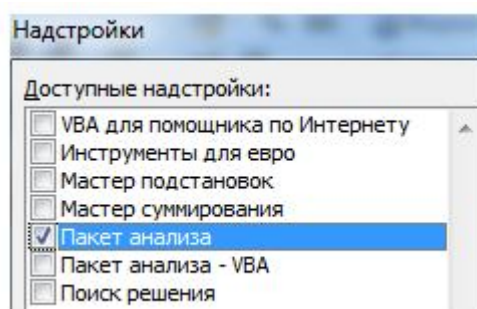 Надстройки
Доступные надстройки:
VBA для помощника по Интернету
Инструменты для евро
Мастер подстановок
Мастер суммирования
Пакет анализа
Пакет анализа - VBA
Поиск решения